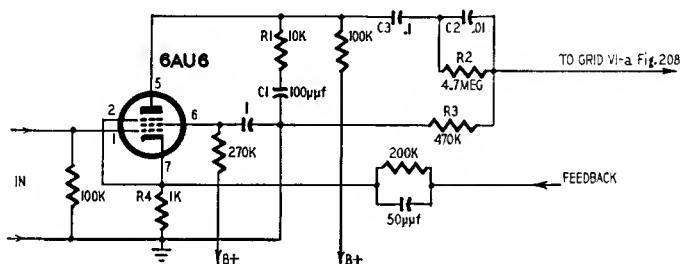 C3 .1
C2 .01
R1 10K
100K
6AU6
R2
4.7MEG
TO GRID V1-a Fig. 208
5
C1 100μμf
2
6
.1
1
R3
470K
7
270K
200K
IN
100K
R4 1K
FEEDBACK
50μμf
B+
B+